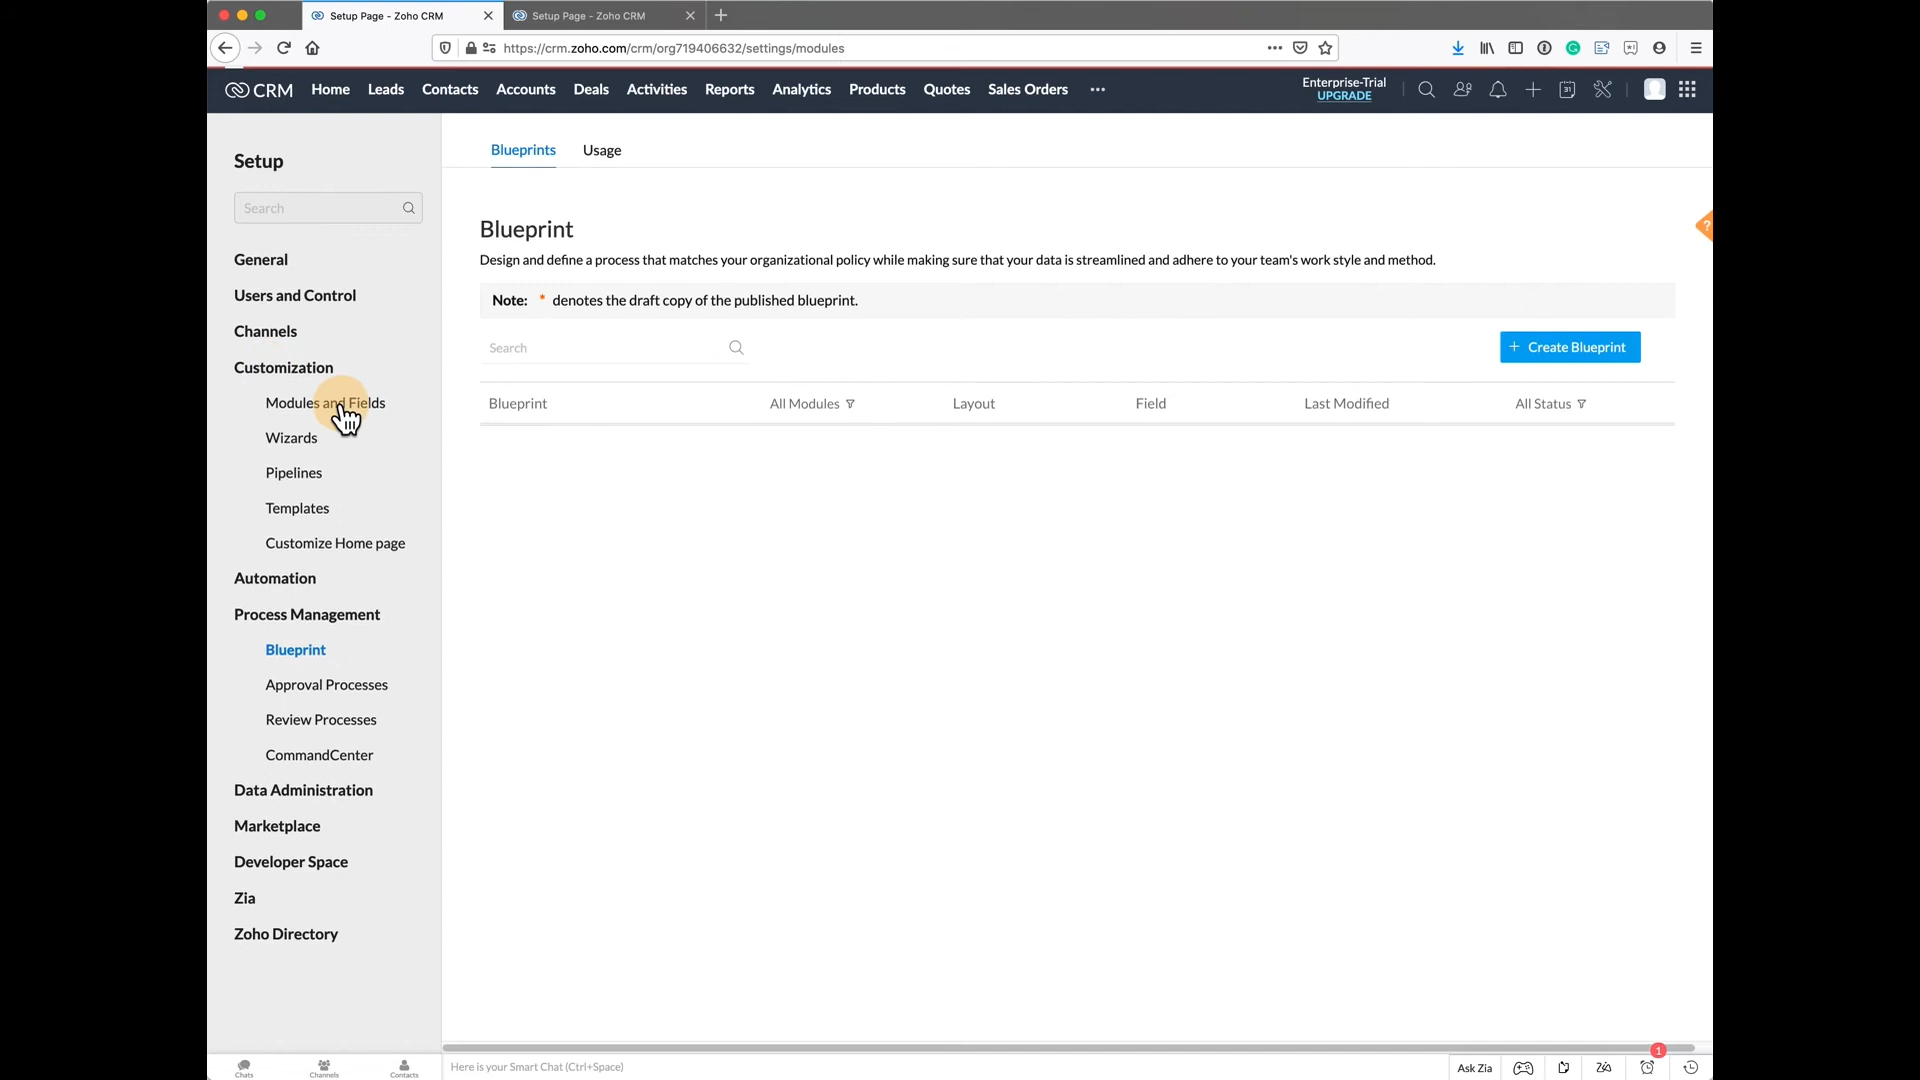 Setup Page - Zoho CRM
Setup Page - Zoho CRM
https://crm.zoho.com/crm/org719406632/settings/modules
CRM Home Leads Contacts Accounts Deals Activities Reports Analytics Products Quotes Sales Orders
Enterprise-Trial
UPGRADE
31
Setup
Search
General
Users and Control
Channels
Customization
Modules and Fields
Wizards
Pipelines
Templates
Customize Home page
Automation
Process Management
Blueprint
Approval Processes
Review Processes
CommandCenter
Data Administration
Marketplace
Developer Space
Zia
Zoho Directory
Blueprints Usage
?
Blueprint
Design and define a process that matches your organizational policy while making sure that your data is streamlined and adhere to your team's work style and method.
Note: * denotes the draft copy of the published blueprint.
Search
+ Create Blueprint
Blueprint All Modules Layout Field Last Modified All Status
Chats Channels Contacts
Here is your Smart Chat (Ctrl+Space)
Ask Zia
1